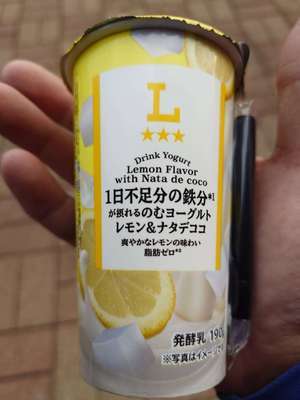 L
★★★
Drink Yogurt
Lemon Flavor
with Nata de coco
1日不足分の鉄分※1
が摂れるのむヨーグルト
レモン&ナタデココ
爽やかなレモンの味わい
脂肪ゼロ※2
発酵乳 190
※写真はイメージで